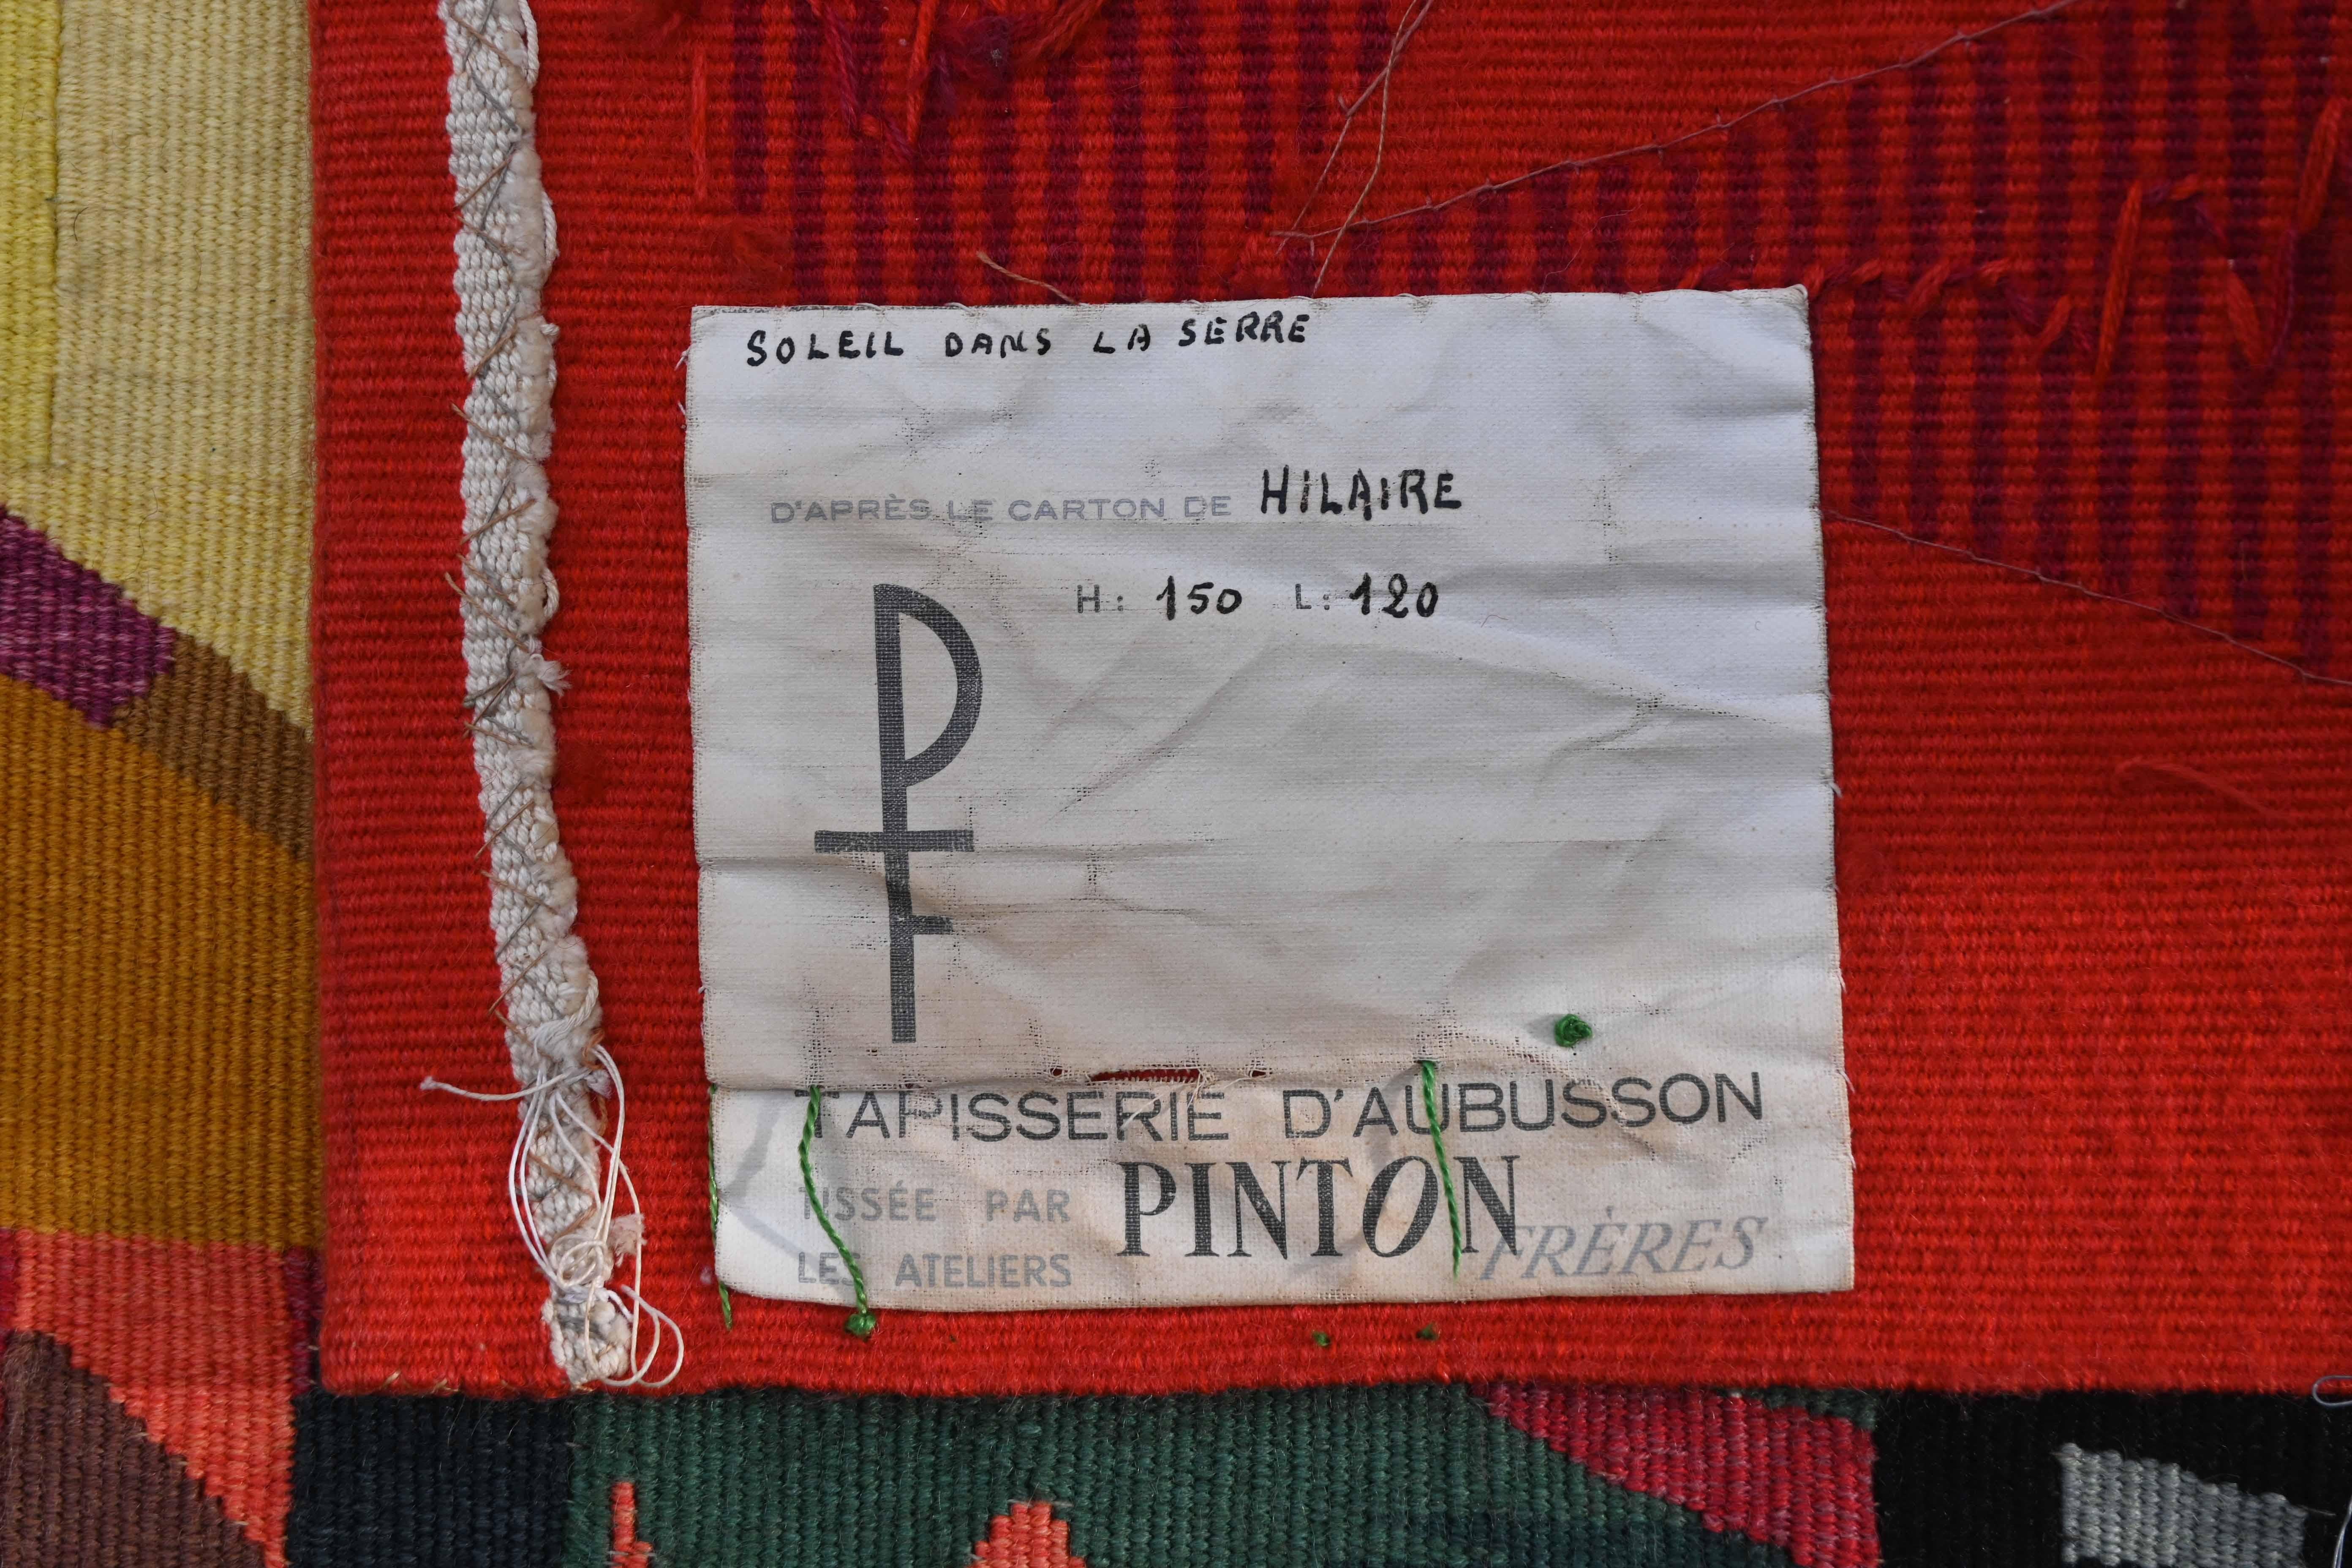 SOLEIL DANS LA SERRE
D'APRÈS LE CARTON DE HILAIRE
H: 150 L: 120
PF
TAPISSERIE D'AUBUSSON
TISSÉE PAR
LES ATELIERS PINTON FRÈRES